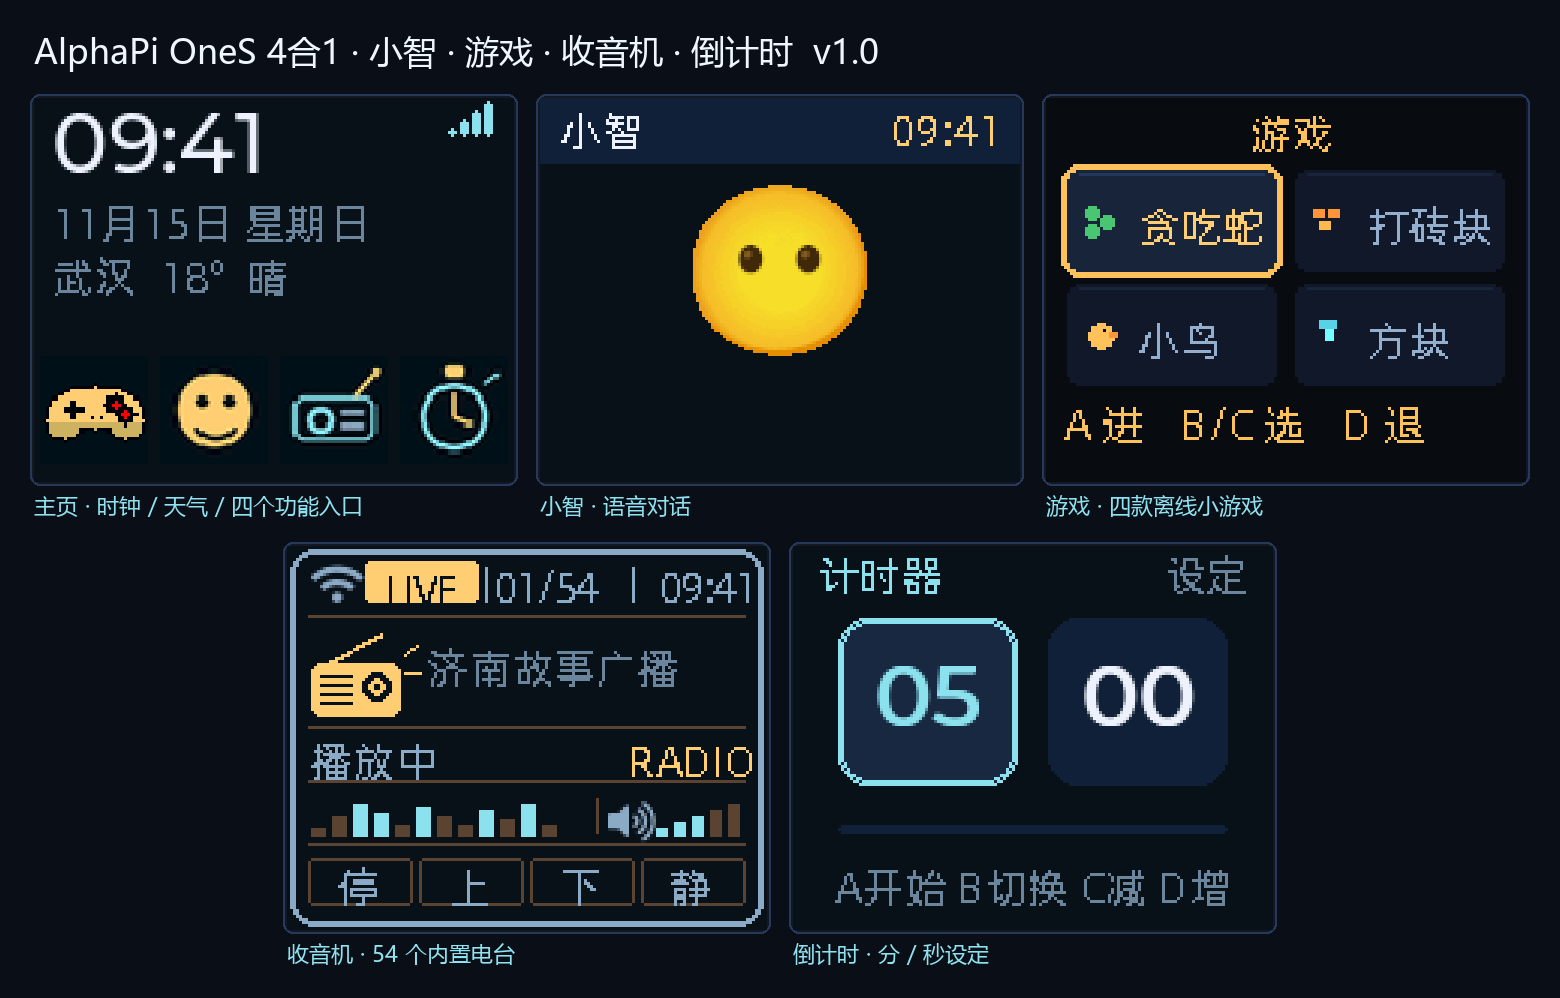 AlphaPi OneS 4合1 · 小智 · 游戏 · 收音机 · 倒计时 v1.0
09:41
11月15日 星期日
武汉 18° 晴
主页 · 时钟 / 天气 / 四个功能入口
小智 09:41
小智 · 语音对话
游戏
贪吃蛇 打砖块
小鸟 方块
A 进 B/C 选 D 退
游戏 · 四款离线小游戏
LIVE | 01/54 | 09:41
济南故事广播
播放中 RADIO
停 上 下 静
收音机 · 54 个内置电台
计时器 设定
05 00
A开始 B切换 C减 D增
倒计时 · 分 / 秒设定